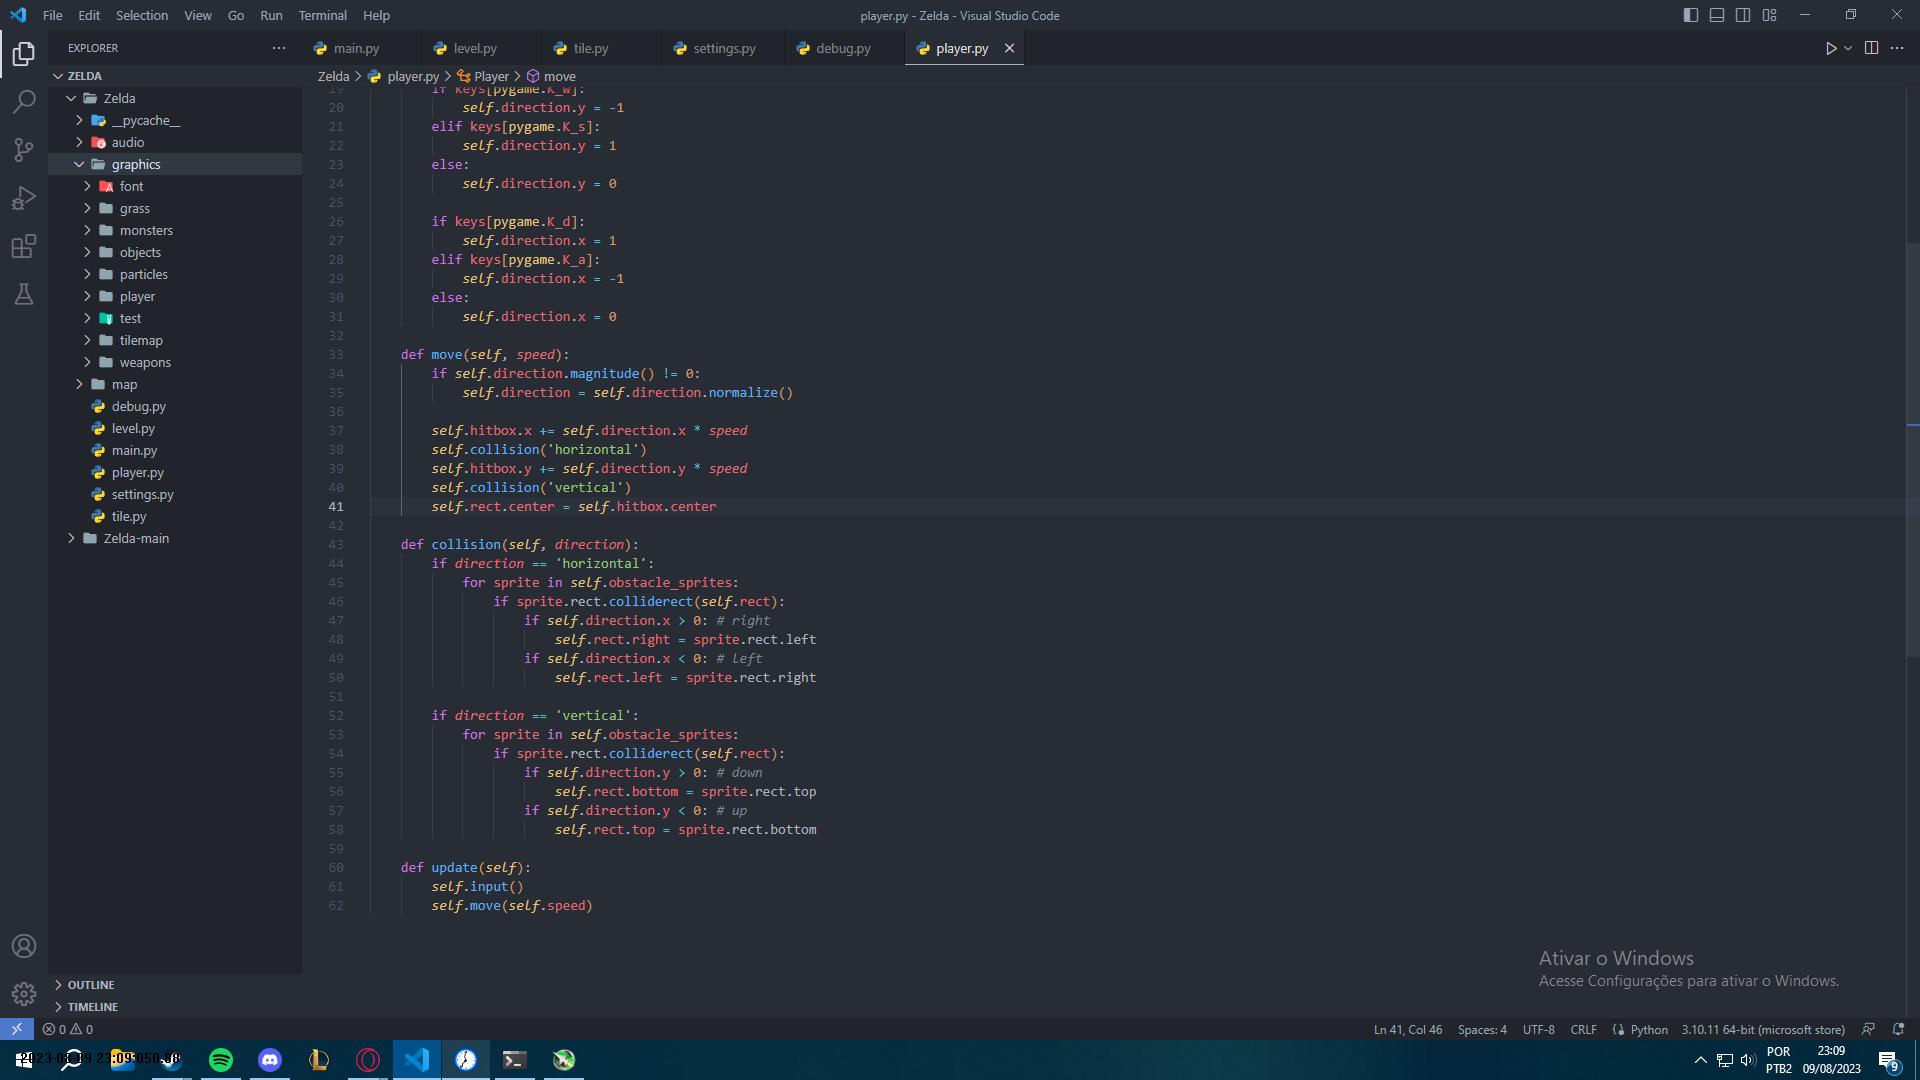 File Edit Selection View Go Run Terminal Help
player.py - Zelda - Visual Studio Code
EXPLORER
main.py level.py tile.py settings.py debug.py player.py
Zelda > player.py > Player > move
ZELDA
Zelda
__pycache__
audio
graphics
font
grass
monsters
objects
particles
player
test
tilemap
weapons
map
debug.py
level.py
main.py
player.py
settings.py
tile.py
Zelda-main
OUTLINE
TIMELINE
19 if keys[pygame.K_w]:
20 self.direction.y = -1
21 elif keys[pygame.K_s]:
22 self.direction.y = 1
23 else:
24 self.direction.y = 0
25
26 if keys[pygame.K_d]:
27 self.direction.x = 1
28 elif keys[pygame.K_a]:
29 self.direction.x = -1
30 else:
31 self.direction.x = 0
32
33 def move(self, speed):
34 if self.direction.magnitude() != 0:
35 self.direction = self.direction.normalize()
36
37 self.hitbox.x += self.direction.x * speed
38 self.collision('horizontal')
39 self.hitbox.y += self.direction.y * speed
40 self.collision('vertical')
41 self.rect.center = self.hitbox.center
42
43 def collision(self, direction):
44 if direction == 'horizontal':
45 for sprite in self.obstacle_sprites:
46 if sprite.rect.colliderect(self.rect):
47 if self.direction.x > 0: # right
48 self.rect.right = sprite.rect.left
49 if self.direction.x < 0: # left
50 self.rect.left = sprite.rect.right
51
52 if direction == 'vertical':
53 for sprite in self.obstacle_sprites:
54 if sprite.rect.colliderect(self.rect):
55 if self.direction.y > 0: # down
56 self.rect.bottom = sprite.rect.top
57 if self.direction.y < 0: # up
58 self.rect.top = sprite.rect.bottom
59
60 def update(self):
61 self.input()
62 self.move(self.speed)
Ativar o Windows
Acesse Configurações para ativar o Windows.
0 0
Ln 41, Col 46 Spaces: 4 UTF-8 CRLF Python 3.10.11 64-bit (microsoft store)
POR
PTB2
23:09
09/08/2023
9